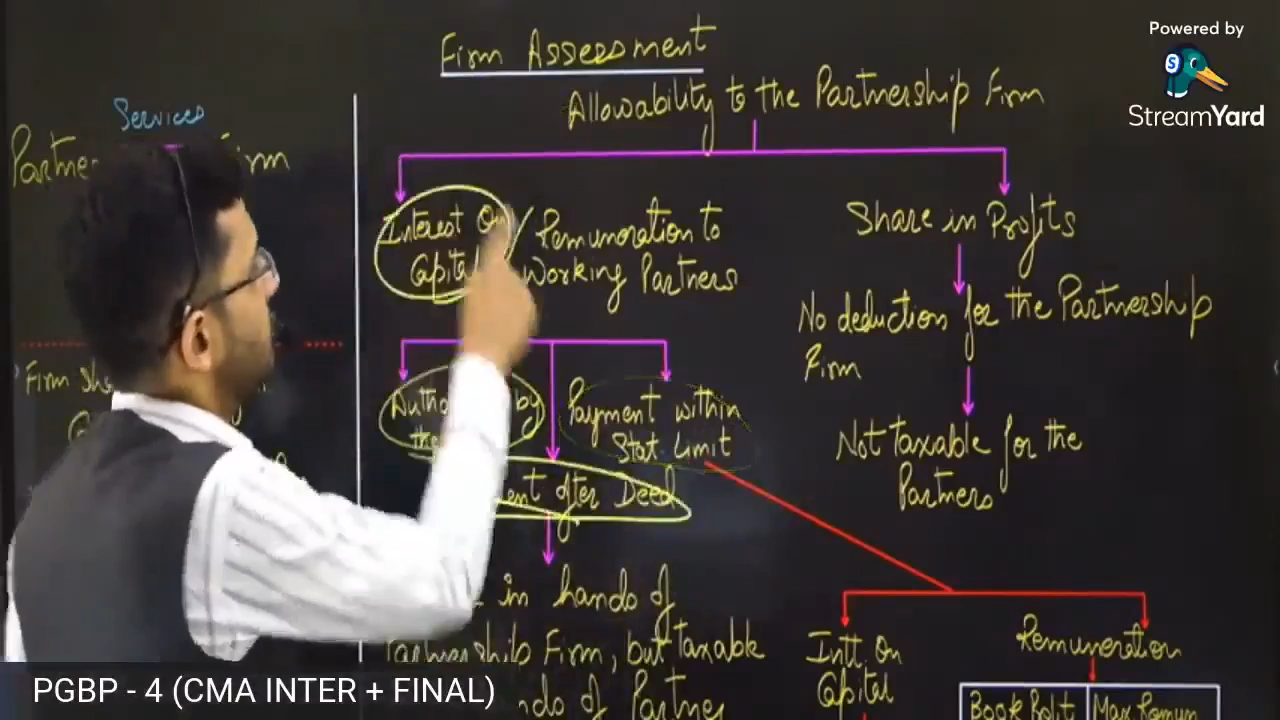 Powered by
StreamYard
Firm Assessment
Allowability to the Partnership Firm
Services
Interest On
Capital
/ Remuneration to
Working Partners
Share in Profits
No deduction for the Partnership
Firm
Not taxable for the
Partners
by
the
Payment within
Stat. Limit
after Deed
in hands of
Partnership Firm, but taxable
of Partner
Firm
Intt. On
Capital
Remuneration
Book Profit
Max Remun
PGBP - 4 (CMA INTER + FINAL)